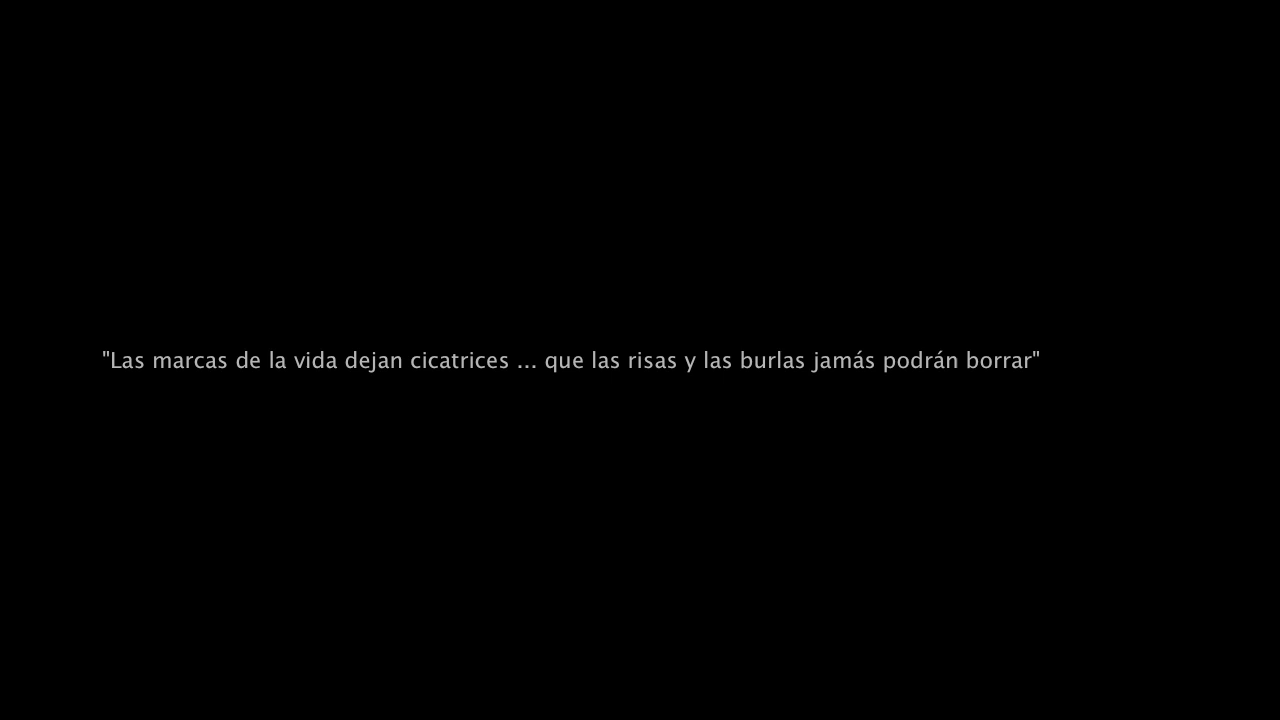 "Las marcas de la vida dejan cicatrices ... que las risas y las burlas jamás podrán borrar"